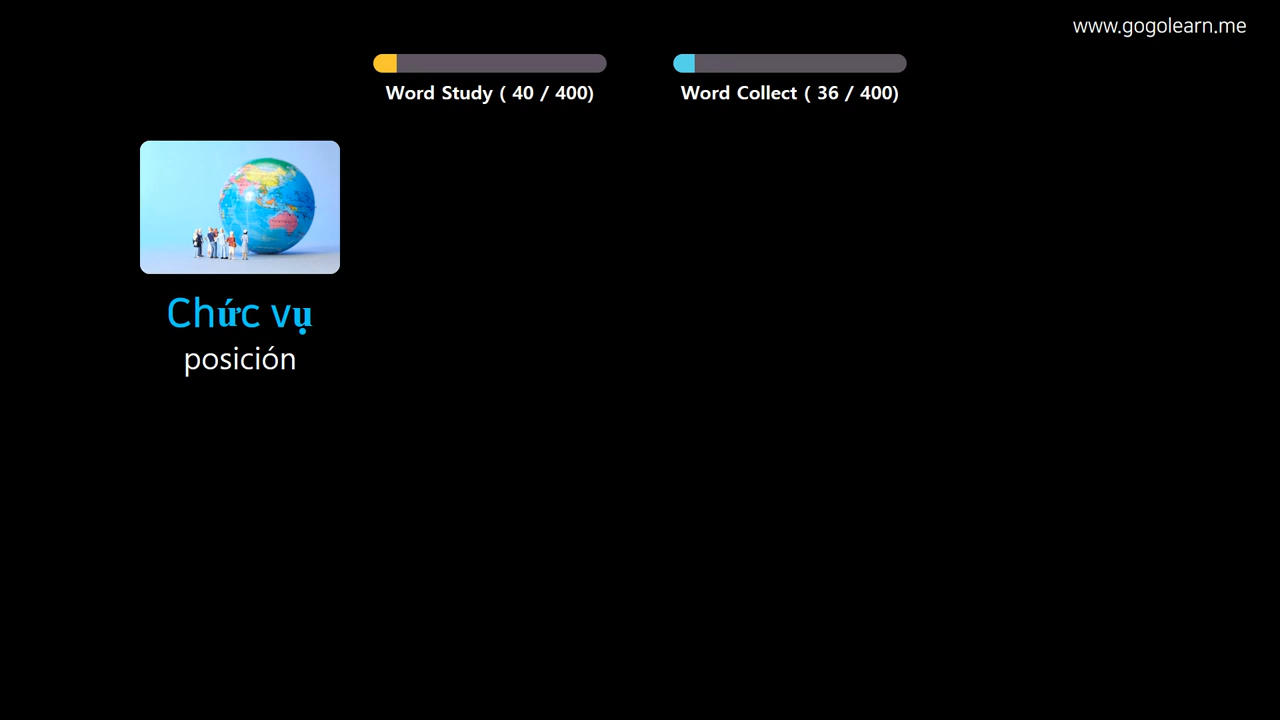 www.gogolearn.me
Word Study ( 40 / 400)
Word Collect ( 36 / 400)
Chức vụ
posición